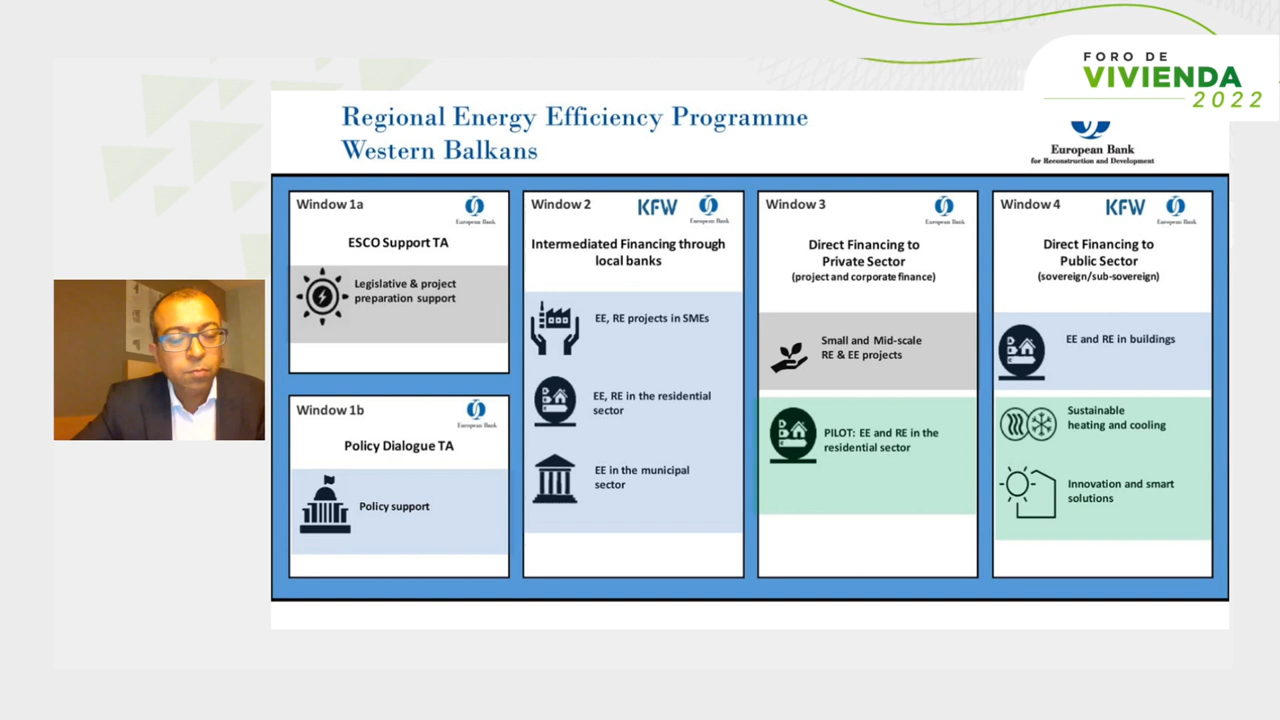 FORO DE
VIVIENDA
2022
Regional Energy Efficiency Programme
Western Balkans
European Bank
for Reconstruction and Development
Window 1a
European Bank
ESCO Support TA
Legislative & project
preparation support
Window 1b
European Bank
Policy Dialogue TA
Policy support
Window 2
KFW
European Bank
Intermediated Financing through
local banks
EE, RE projects in SMEs
EE, RE in the residential
sector
EE in the municipal
sector
Window 3
European Bank
Direct Financing to
Private Sector
(project and corporate finance)
Small and Mid-scale
RE & EE projects
PILOT: EE and RE in the
residential sector
Window 4
KFW
European Bank
Direct Financing to
Public Sector
(sovereign/sub-sovereign)
EE and RE in buildings
Sustainable
heating and cooling
Innovation and smart
solutions